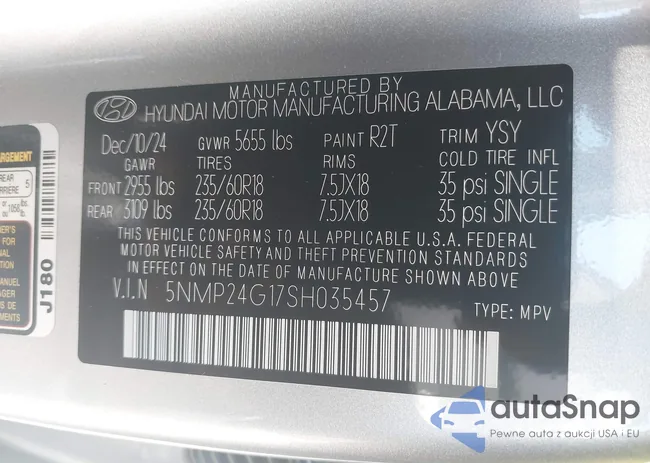 MANUFACTURED BY
HYUNDAI MOTOR MANUFACTURING ALABAMA, LLC
Dec/10/24 GVWR 5655 lbs PAINT R2T TRIM YSY
GAWR TIRES RIMS COLD TIRE INFL
FRONT 2955 lbs 235/60R18 7.5JX18 35 psi SINGLE
REAR 3109 lbs 235/60R18 7.5JX18 35 psi SINGLE
THIS VEHICLE CONFORMS TO ALL APPLICABLE U.S.A. FEDERAL
MOTOR VEHICLE SAFETY AND THEFT PREVENTION STANDARDS
IN EFFECT ON THE DATE OF MANUFACTURE SHOWN ABOVE
V.I.N 5NMP24G17SH035457
TYPE: MPV
REAR 5
J180
autaSnap
Pewne auta z aukcji USA i EU